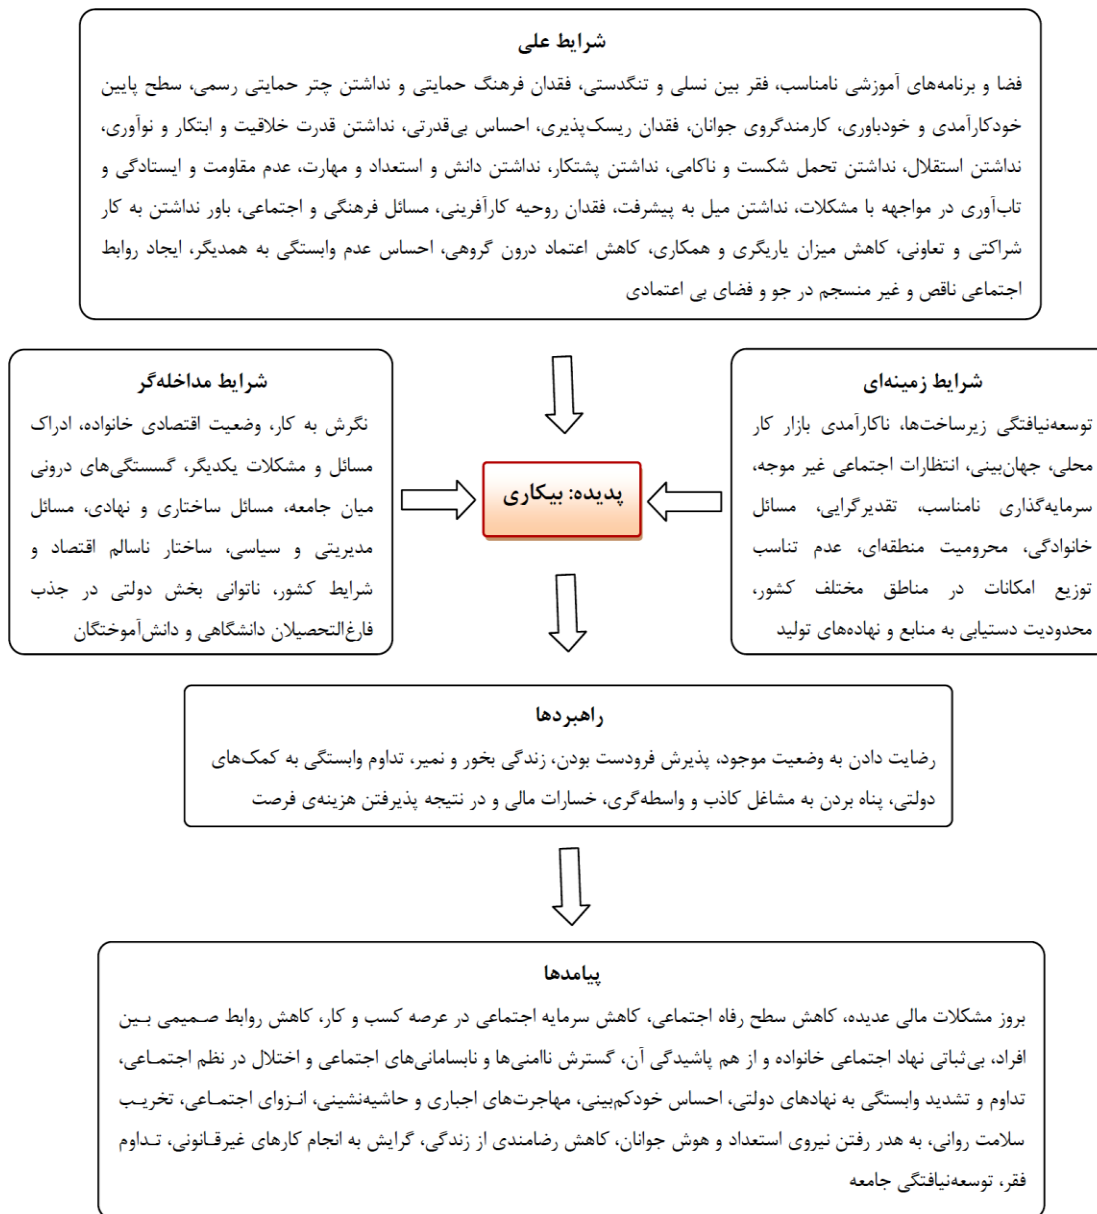 شرایط علی
فضا و برنامه‌های آموزشی نامناسب، فقر بین نسلی و تنگدستی، فقدان فرهنگ حمایتی و نداشتن چتر حمایتی رسمی، سطح پایین
خودکارآمدی و خودباوری، کارمندگروی جوانان، فقدان ریسک‌پذیری، احساس بی‌قدرتی، نداشتن قدرت خلاقیت و ابتکار و نوآوری،
نداشتن استقلال، نداشتن تحمل شکست و ناکامی، نداشتن پشتکار، نداشتن دانش و استعداد و مهارت، عدم مقاومت و ایستادگی و
تاب‌آوری در مواجهه با مشکلات، نداشتن میل به پیشرفت، فقدان روحیه کارآفرینی، مسائل فرهنگی و اجتماعی، باور نداشتن به کار
شراکتی و تعاونی، کاهش میزان یاریگری و همکاری، کاهش اعتماد درون گروهی، احساس عدم وابستگی به همدیگر، ایجاد روابط
اجتماعی ناقص و غیر منسجم در جو و فضای بی اعتمادی
شرایط زمینه‌ای
توسعه‌نیافتگی زیرساخت‌ها، ناکارآمدی بازار کار
محلی، جهان‌بینی، انتظارات اجتماعی غیر موجه،
سرمایه‌گذاری نامناسب، تقدیرگرایی، مسائل
خانوادگی، محرومیت منطقه‌ای، عدم تناسب
توزیع امکانات در مناطق مختلف کشور،
محدودیت دستیابی به منابع و نهاده‌های تولید
پدیده: بیکاری
شرایط مداخله‌گر
نگرش به کار، وضعیت اقتصادی خانواده، ادراک
مسائل و مشکلات یکدیگر، گسستگی‌های درونی
میان جامعه، مسائل ساختاری و نهادی، مسائل
مدیریتی و سیاسی، ساختار ناسالم اقتصاد و
شرایط کشور، ناتوانی بخش دولتی در جذب
فارغ‌التحصیلان دانشگاهی و دانش‌آموختگان
راهبردها
رضایت دادن به وضعیت موجود، پذیرش فرودست بودن، زندگی بخور و نمیر، تداوم وابستگی به کمک‌های
دولتی، پناه بردن به مشاغل کاذب و واسطه‌گری، خسارات مالی و در نتیجه پذیرفتن هزینه‌ی فرصت
پیامدها
بروز مشکلات مالی عدیده، کاهش سطح رفاه اجتماعی، کاهش سرمایه اجتماعی در عرصه کسب و کار، کاهش روابط صـمیمی بـین
افراد، بی‌ثباتی نهاد اجتماعی خانواده و از هم پاشیدگی آن، گسترش ناامنی‌ها و نابسامانی‌های اجتماعی و اختلال در نظم اجتمـاعی،
تداوم و تشدید وابستگی به نهادهای دولتی، احساس خودکم‌بینی، مهاجرت‌های اجباری و حاشیه‌نشینی، انـزوای اجتمـاعی، تخریـب
سلامت روانی، به هدر رفتن نیروی استعداد و هوش جوانان، کاهش رضامندی از زندگی، گرایش به انجام کارهای غیرقـانونی، تـداوم
فقر، توسعه‌نیافتگی جامعه